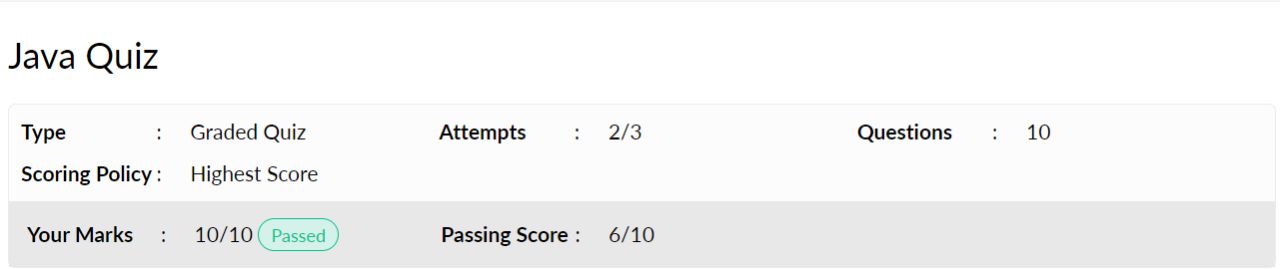 Java Quiz
Type : Graded Quiz Attempts : 2/3 Questions : 10
Scoring Policy : Highest Score
Your Marks : 10/10 Passed Passing Score : 6/10